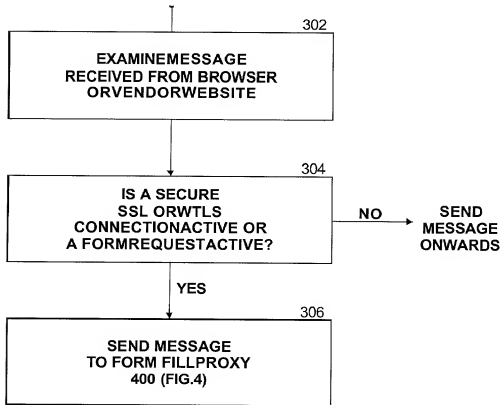 302
EXAMINEMESSAGE
RECEIVED FROM BROWSER
ORVENDORWEBSITE
304
IS A SECURE
SSL ORWTLS
CONNECTIONACTIVE OR
A FORMREQUESTACTIVE?
NO
SEND
MESSAGE
ONWARDS
YES
306
SEND MESSAGE
TO FORM FILLPROXY
400 (FIG.4)